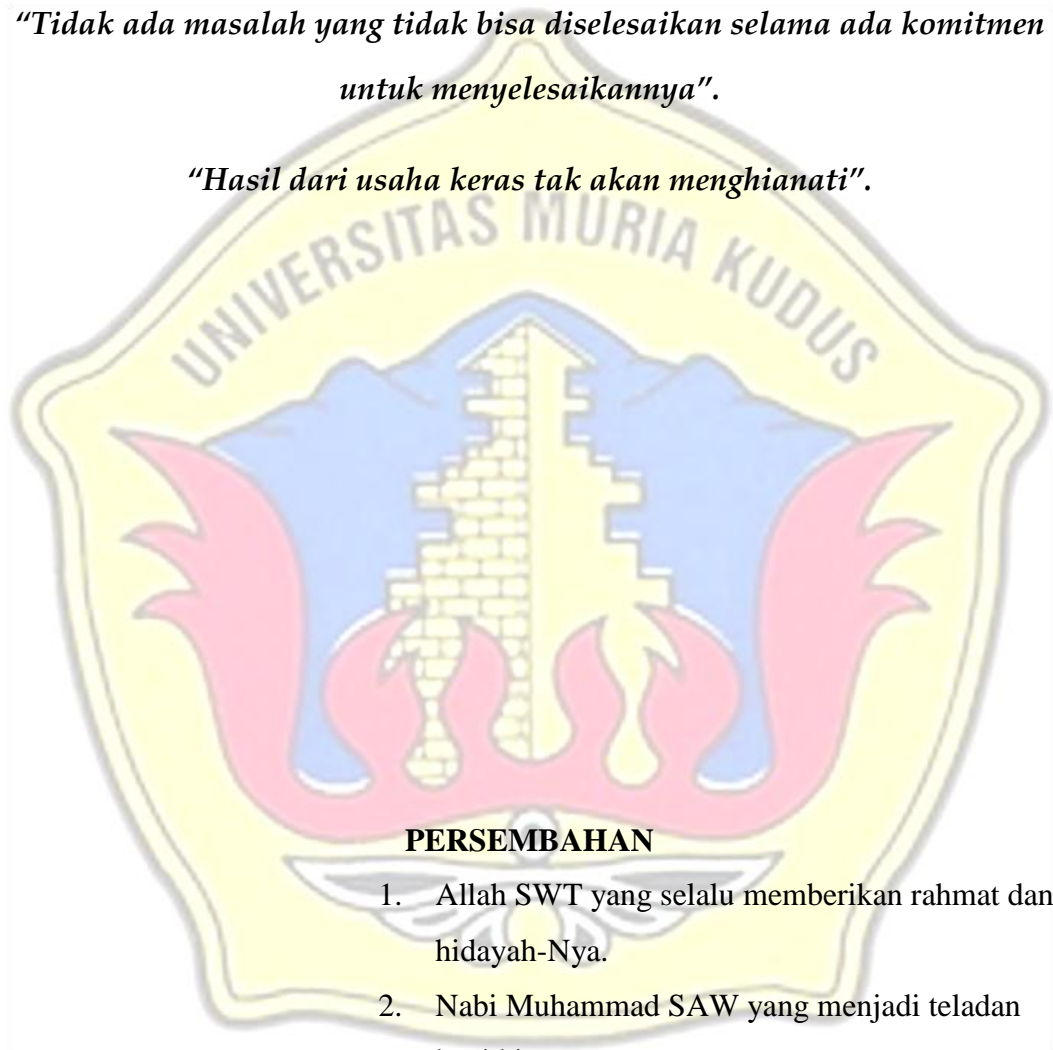 “Tidak ada masalah yang tidak bisa diselesaikan selama ada komitmen
untuk menyelesaikannya”.
“Hasil dari usaha keras tak akan menghianati”.
UNIVERSITAS MURIA KUDUS
PERSEMBAHAN
1. Allah SWT yang selalu memberikan rahmat dan
hidayah-Nya.
2. Nabi Muhammad SAW yang menjadi teladan